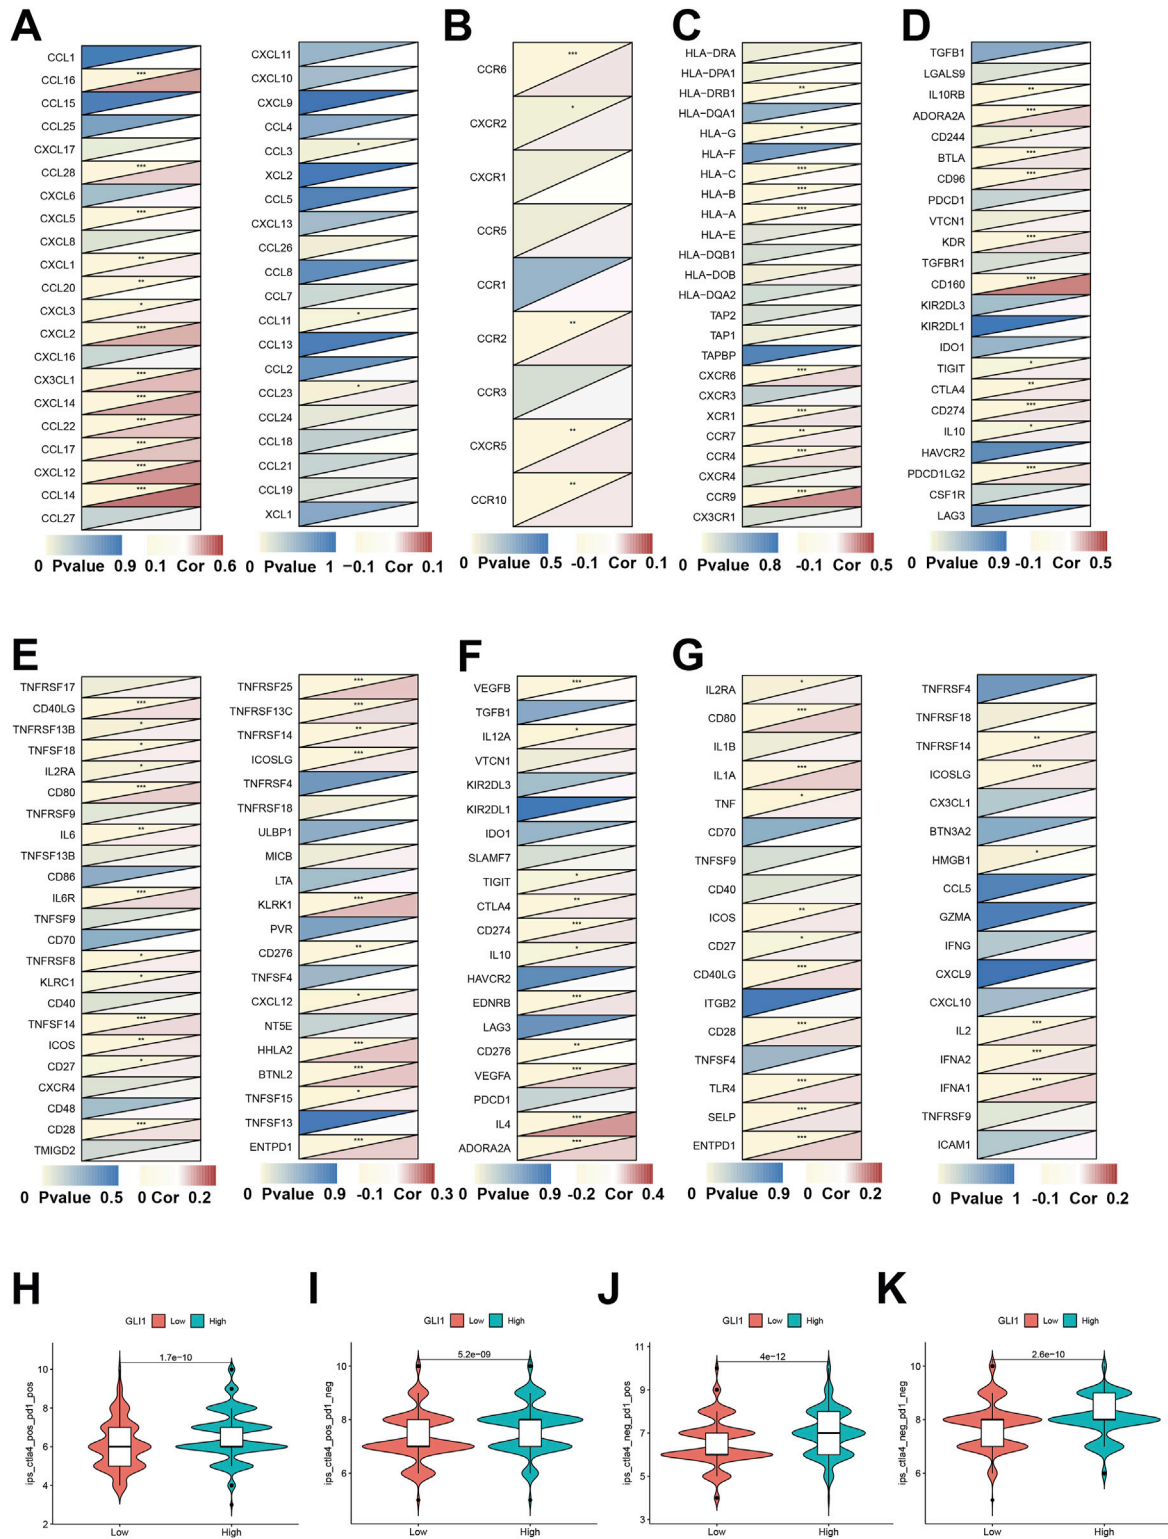 A
CCL1
CCL16 ***
CCL15
CCL25
CXCL17
CCL28 ***
CXCL6
CXCL5 ***
CXCL8
CXCL1 **
CCL20 **
CXCL3 *
CXCL2 ***
CXCL16
CX3CL1 ***
CXCL14 ***
CCL22 ***
CCL17 ***
CXCL12 ***
CCL14 ***
CCL27
0 Pvalue 0.9 0.1 Cor 0.6
CXCL11
CXCL10
CXCL9
CCL4
CCL3 *
XCL2
CCL5
CXCL13
CCL26
CCL8
CCL7
CCL11 *
CCL13
CCL2
CCL23 *
CCL24
CCL18
CCL21
CCL19
XCL1
0 Pvalue 1 −0.1 Cor 0.1
B
CCR6 ***
CXCR2 *
CXCR1
CCR5
CCR1
CCR2 **
CCR3
CXCR5 **
CCR10 **
0 Pvalue 0.5 -0.1 Cor 0.1
C
HLA−DRA
HLA−DPA1
HLA−DRB1 **
HLA−DQA1
HLA−G *
HLA−F
HLA−C ***
HLA−B ***
HLA−A ***
HLA−E
HLA−DQB1
HLA−DOB
HLA−DQA2
TAP2
TAP1
TAPBP
CXCR6 ***
CXCR3
XCR1 ***
CCR7 **
CCR4 ***
CXCR4
CCR9 ***
CX3CR1
0 Pvalue 0.8 -0.1 Cor 0.5
D
TGFB1
LGALS9
IL10RB **
ADORA2A ***
CD244 *
BTLA ***
CD96 ***
PDCD1
VTCN1
KDR ***
TGFBR1
CD160 ***
KIR2DL3
KIR2DL1
IDO1
TIGIT *
CTLA4 **
CD274 ***
IL10 *
HAVCR2
PDCD1LG2 ***
CSF1R
LAG3
0 Pvalue 0.9 -0.1 Cor 0.5
E
TNFRSF17
CD40LG ***
TNFRSF13B *
TNFSF18 *
IL2RA *
CD80 ***
TNFRSF9
IL6 **
TNFSF13B
CD86
IL6R ***
TNFSF9
CD70
TNFRSF8 *
KLRC1 *
CD40
TNFSF14 ***
ICOS **
CD27 *
CXCR4
CD48
CD28 ***
TMIGD2
0 Pvalue 0.5 0 Cor 0.2
TNFRSF25 ***
TNFRSF13C ***
TNFRSF14 **
ICOSLG ***
TNFRSF4
TNFRSF18
ULBP1
MICB
LTA
KLRK1 ***
PVR
CD276 **
TNFSF4
CXCL12 *
NT5E
HHLA2 ***
BTNL2 ***
TNFSF15 *
TNFSF13
ENTPD1 ***
0 Pvalue 0.9 -0.1 Cor 0.3
F
VEGFB ***
TGFB1
IL12A *
VTCN1
KIR2DL3
KIR2DL1
IDO1
SLAMF7
TIGIT *
CTLA4 **
CD274 ***
IL10 *
HAVCR2
EDNRB ***
LAG3
CD276 **
VEGFA ***
PDCD1
IL4 ***
ADORA2A ***
0 Pvalue 0.9 -0.2 Cor 0.4
G
IL2RA *
CD80 ***
IL1B
IL1A ***
TNF *
CD70
TNFSF9
CD40
ICOS **
CD27 *
CD40LG ***
ITGB2
CD28 ***
TNFSF4
TLR4 ***
SELP ***
ENTPD1 ***
0 Pvalue 0.9 0 Cor 0.2
TNFRSF4
TNFRSF18
TNFRSF14 **
ICOSLG ***
CX3CL1
BTN3A2
HMGB1 *
CCL5
GZMA
IFNG
CXCL9
CXCL10
IL2 ***
IFNA2 ***
IFNA1 ***
TNFRSF9
ICAM1
0 Pvalue 1 -0.1 Cor 0.2
H
GLI1 Low High
1.7e−10
ips_ctla4_pos_pd1_pos
10
8
6
4
2
Low High
I
GLI1 Low High
5.2e−09
ips_ctla4_pos_pd1_neg
10
8
6
Low High
J
GLI1 Low High
4e−12
ips_ctla4_neg_pd1_pos
11
9
7
5
3
Low High
K
GLI1 Low High
2.6e−10
ips_ctla4_neg_pd1_neg
10
8
6
Low High